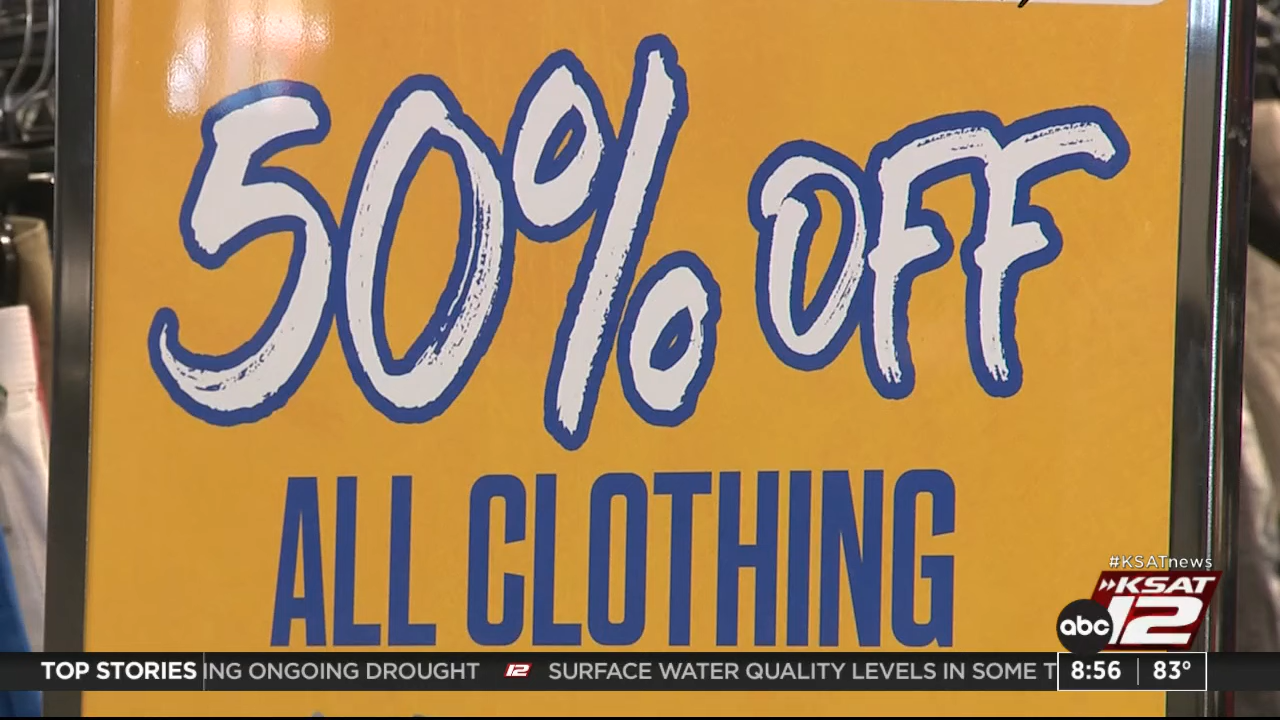 50% OFF
ALL CLOTHING
#KSATnews
KSAT
abc 12
TOP STORIES ING ONGOING DROUGHT 12 SURFACE WATER QUALITY LEVELS IN SOME T 8:56 83°